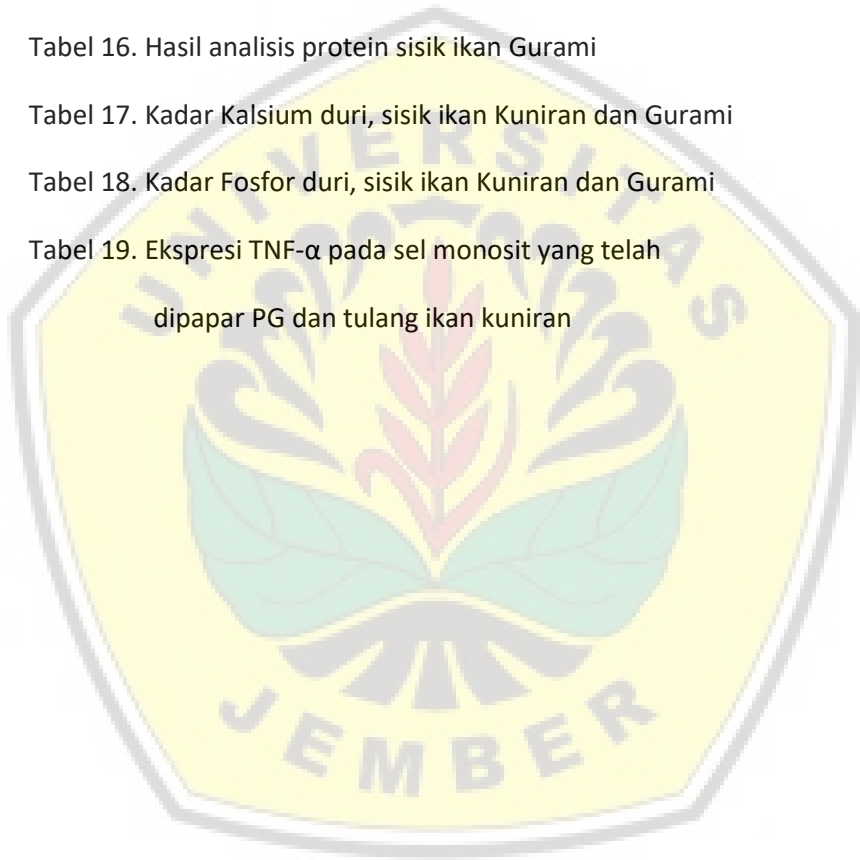 Tabel 16. Hasil analisis protein sisik ikan Gurami
Tabel 17. Kadar Kalsium duri, sisik ikan Kuniran dan Gurami
Tabel 18. Kadar Fosfor duri, sisik ikan Kuniran dan Gurami
Tabel 19. Ekspresi TNF-α pada sel monosit yang telah
dipapar PG dan tulang ikan kuniran
UNIVERSITAS
JEMBER